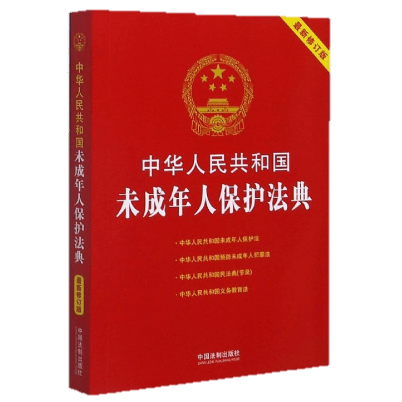 最新修订版
中华人民共和国
未成年人保护法典
·中华人民共和国未成年人保护法
·中华人民共和国预防未成年人犯罪法
·中华人民共和国民法典(节录)
·中华人民共和国义务教育法
中国法制出版社
中华人民共和国
未成年人保护法典
最新修订版
中国法制出版社